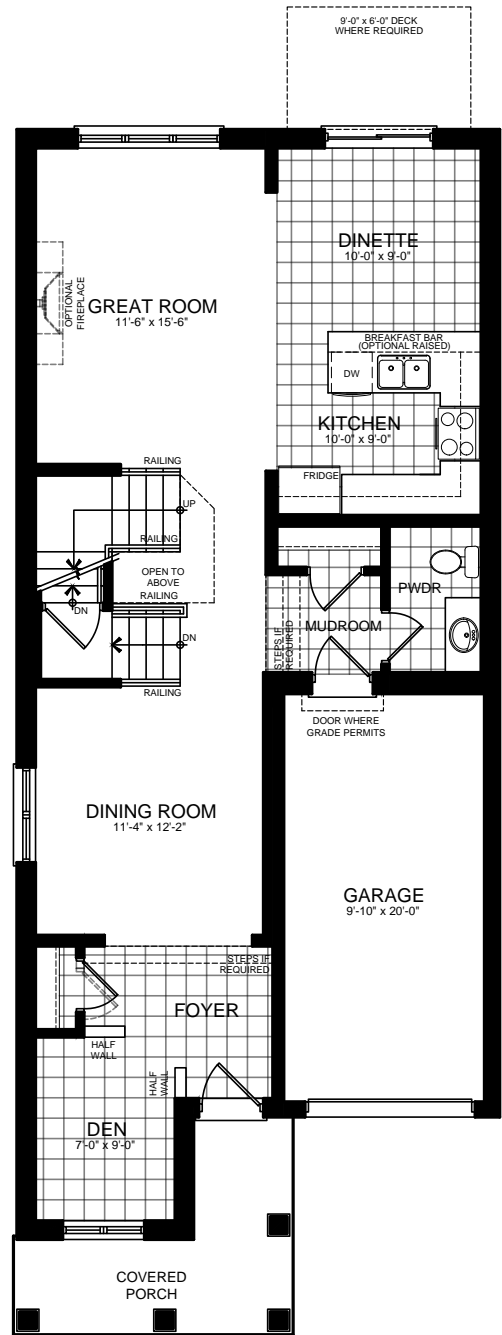 9'-0" x 6'-0" DECK
WHERE REQUIRED
DINETTE
10'-0" x 9'-0"
OPTIONAL
FIREPLACE
GREAT ROOM
11'-6" x 15'-6"
BREAKFAST BAR
(OPTIONAL RAISED)
DW
KITCHEN
10'-0" x 9'-0"
RAILING
FRIDGE
UP
RAILING
OPEN TO
ABOVE
RAILING
DN
DN
RAILING
PWDR
MUDROOM
STEPS IF
REQUIRED
DOOR WHERE
GRADE PERMITS
DINING ROOM
11'-4" x 12'-2"
GARAGE
9'-10" x 20'-0"
STEPS IF
REQUIRED
FOYER
HALF
WALL
HALF
WALL
DEN
7'-0" x 9'-0"
COVERED
PORCH